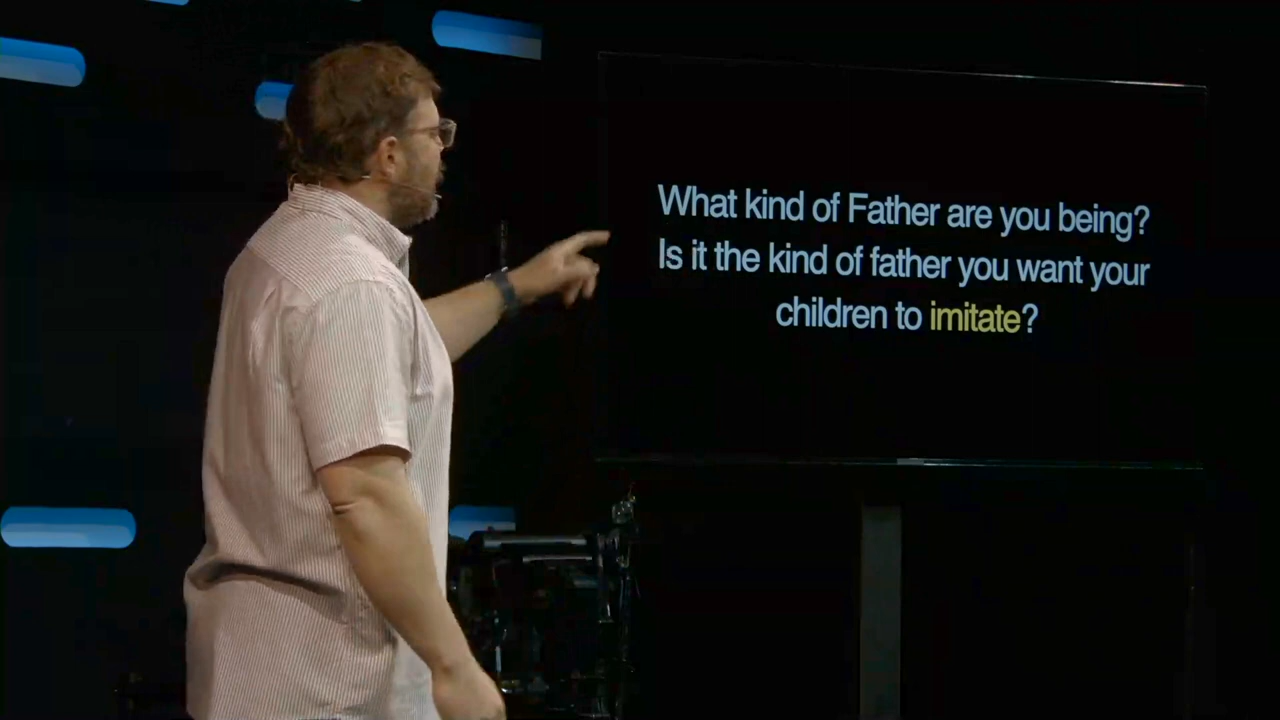 What kind of Father are you being?
Is it the kind of father you want your
children to imitate?